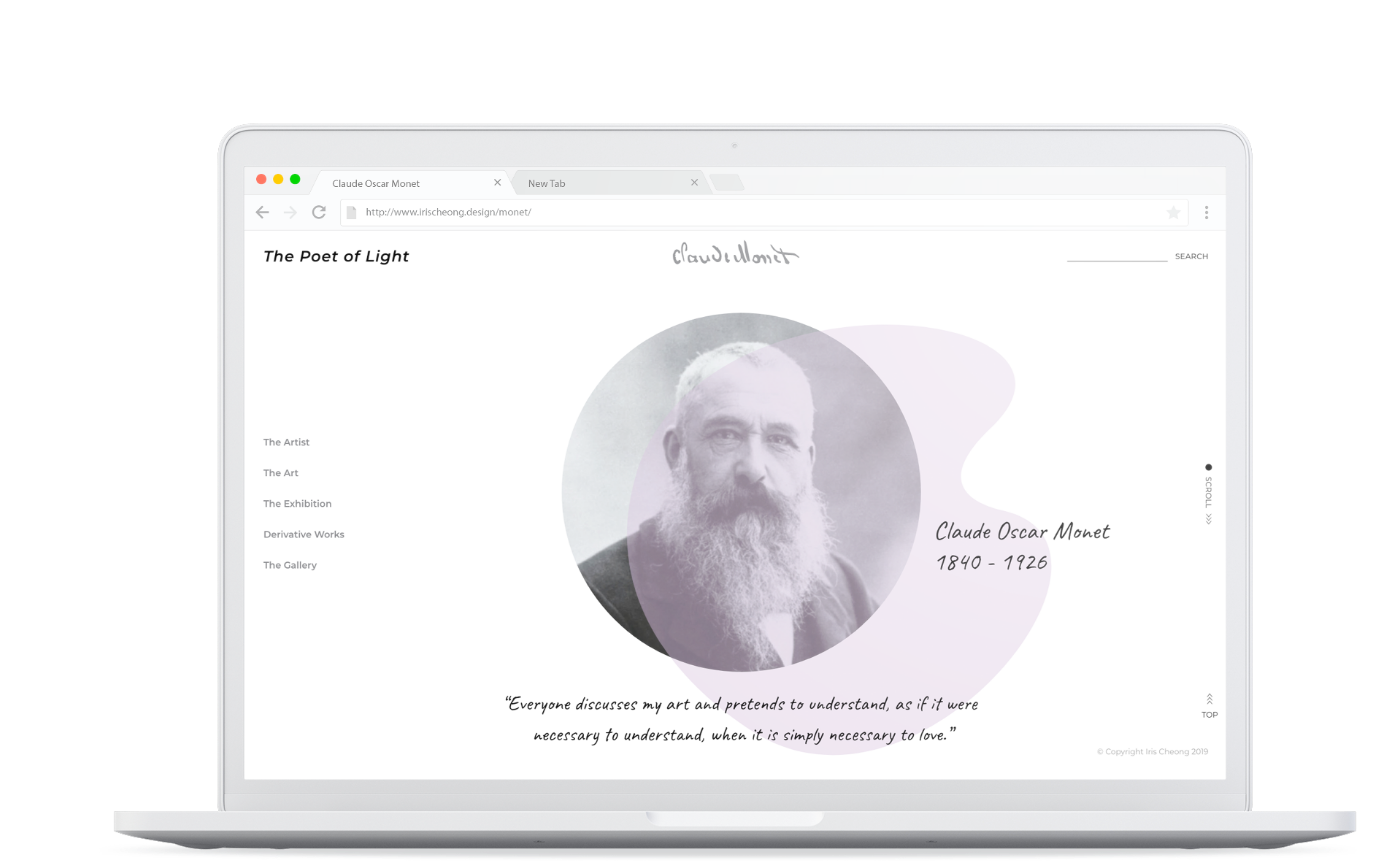 Claude Oscar Monet
New Tab
http://www.irischeong.design/monet/
The Poet of Light
Claude Monet
SEARCH
The Artist
The Art
The Exhibition
Derivative Works
The Gallery
SCROLL
Claude Oscar Monet
1840 - 1926
“Everyone discusses my art and pretends to understand, as if it were
necessary to understand, when it is simply necessary to love.”
TOP
© Copyright Iris Cheong 2019